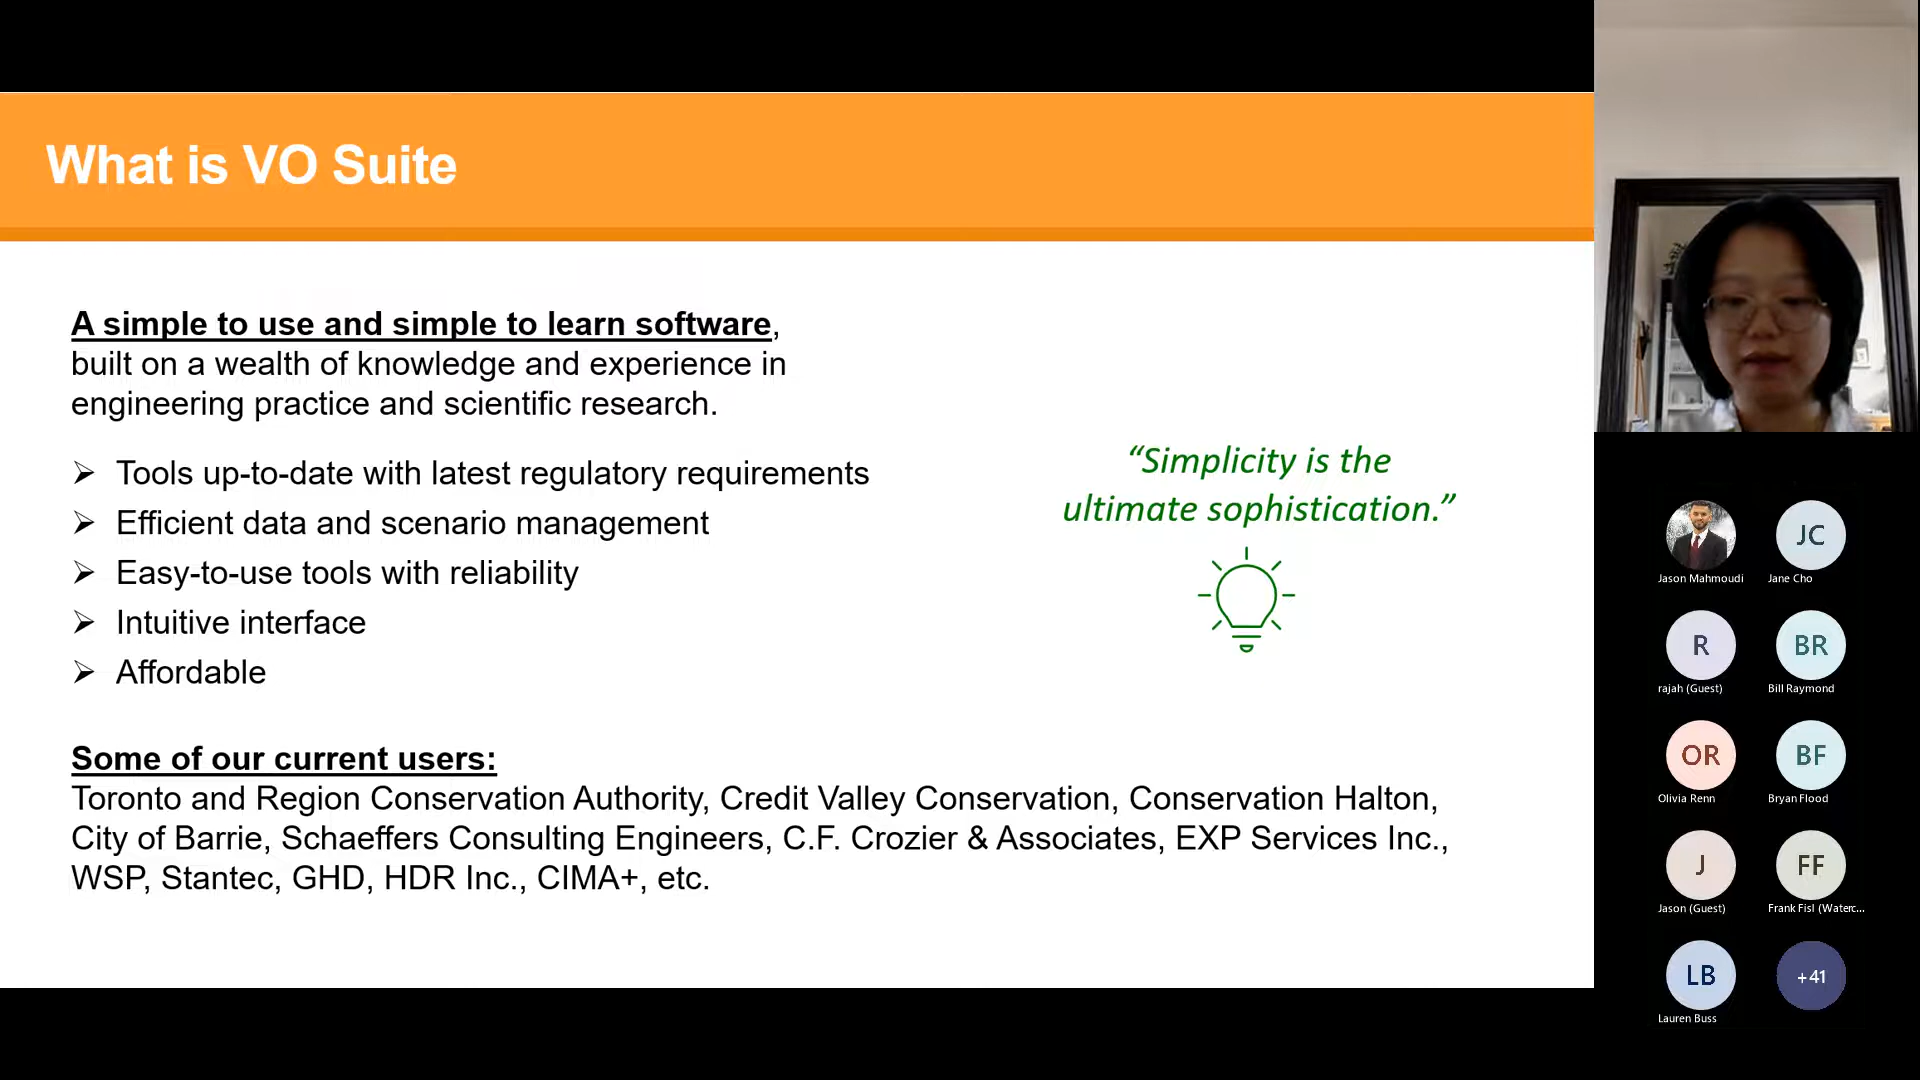 What is VO Suite
A simple to use and simple to learn software,
built on a wealth of knowledge and experience in
engineering practice and scientific research.
➢ Tools up-to-date with latest regulatory requirements
➢ Efficient data and scenario management
➢ Easy-to-use tools with reliability
➢ Intuitive interface
➢ Affordable
“Simplicity is the
ultimate sophistication.”
Some of our current users:
Toronto and Region Conservation Authority, Credit Valley Conservation, Conservation Halton,
City of Barrie, Schaeffers Consulting Engineers, C.F. Crozier & Associates, EXP Services Inc.,
WSP, Stantec, GHD, HDR Inc., CIMA+, etc.
JC
Jason Mahmoudi
Jane Cho
R
BR
rajah (Guest)
Bill Raymond
OR
BF
Olivia Renn
Bryan Flood
J
FF
Jason (Guest)
Frank Fisl (Waterc...
LB
+41
Lauren Buss